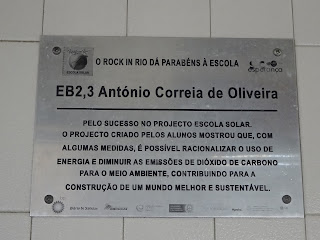 O ROCK IN RIO DÁ PARABÉNS À ESCOLA
EB2,3 António Correia de Oliveira
PELO SUCESSO NO PROJECTO ESCOLA SOLAR.
O PROJECTO CRIADO PELOS ALUNOS MOSTROU QUE, COM
ALGUMAS MEDIDAS, É POSSÍVEL RACIONALIZAR O USO DE
ENERGIA E DIMINUIR AS EMISSÕES DE DIÓXIDO DE CARBONO
PARA O MEIO AMBIENTE, CONTRIBUINDO PARA A
CONSTRUÇÃO DE UM MUNDO MELHOR E SUSTENTÁVEL.